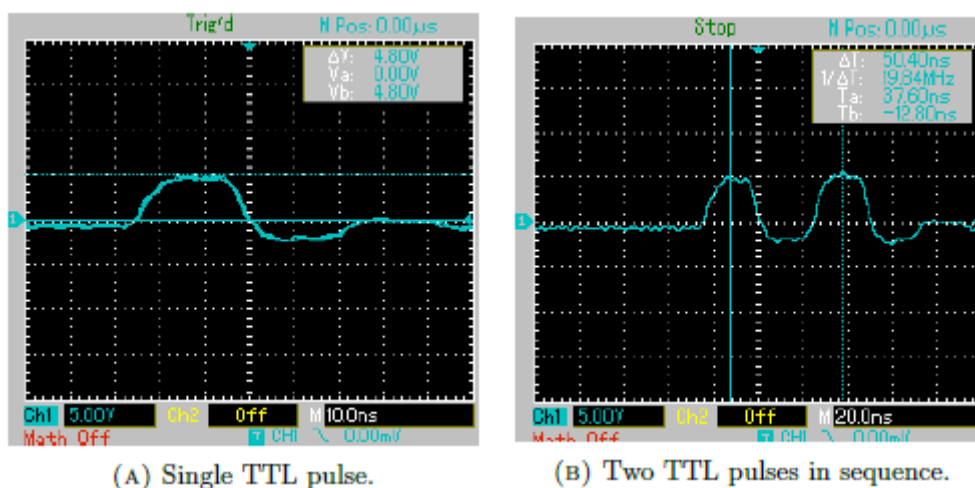 Trig'd
M Pos: 0.00μs
ΔV: 4.80V
Va: 0.00V
Vb: 4.80V
1
Ch1 5.00V Ch2 Off M 10.0ns
Math Off T CH1 0.00mV
(A) Single TTL pulse.
Stop
M Pos: 0.00μs
ΔT: 50.40ns
1/ΔT: 19.84MHz
Ta: 37.60ns
Tb: -12.80ns
1
Ch1 5.00V Ch2 Off M 20.0ns
Math Off T CH1 0.00mV
(B) Two TTL pulses in sequence.